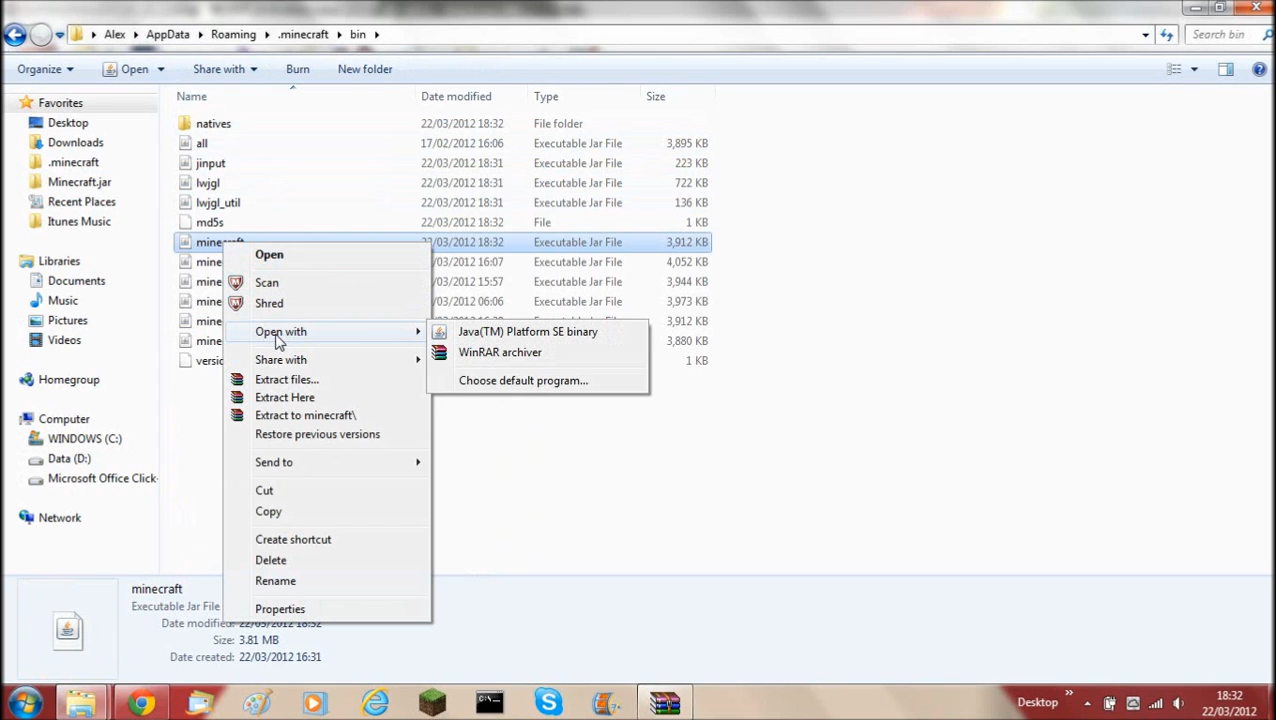 Alex AppData Roaming .minecraft bin Search bin
Organize Open Share with Burn New folder
Name Date modified Type Size
Favorites
Desktop
Downloads
.minecraft
Minecraft.jar
Recent Places
Itunes Music
Libraries
Documents
Music
Pictures
Videos
Homegroup
Computer
WINDOWS (C:)
Data (D:)
Microsoft Office Click-
Network
natives 22/03/2012 18:32 File folder
all 17/02/2012 16:06 Executable Jar File 3,895 KB
jinput 22/03/2012 18:31 Executable Jar File 223 KB
lwjgl 22/03/2012 18:31 Executable Jar File 722 KB
lwjgl_util 22/03/2012 18:31 Executable Jar File 136 KB
md5s 22/03/2012 18:32 File 1 KB
minecraft 22/03/2012 18:32 Executable Jar File 3,912 KB
mine /03/2012 16:07 Executable Jar File 4,052 KB
mine /03/2012 15:57 Executable Jar File 3,944 KB
mine /03/2012 06:06 Executable Jar File 3,973 KB
mine Executable Jar File 3,912 KB
mine 3,880 KB
versic 1 KB
Open
Scan
Shred
Open with
Share with
Extract files...
Extract Here
Extract to minecraft\
Restore previous versions
Send to
Cut
Copy
Create shortcut
Delete
Rename
Properties
Java(TM) Platform SE binary
WinRAR archiver
Choose default program...
minecraft
Executable Jar File
Date modified: 22/03/2012 18:32
Size: 3.81 MB
Date created: 22/03/2012 16:31
Desktop
18:32
22/03/2012